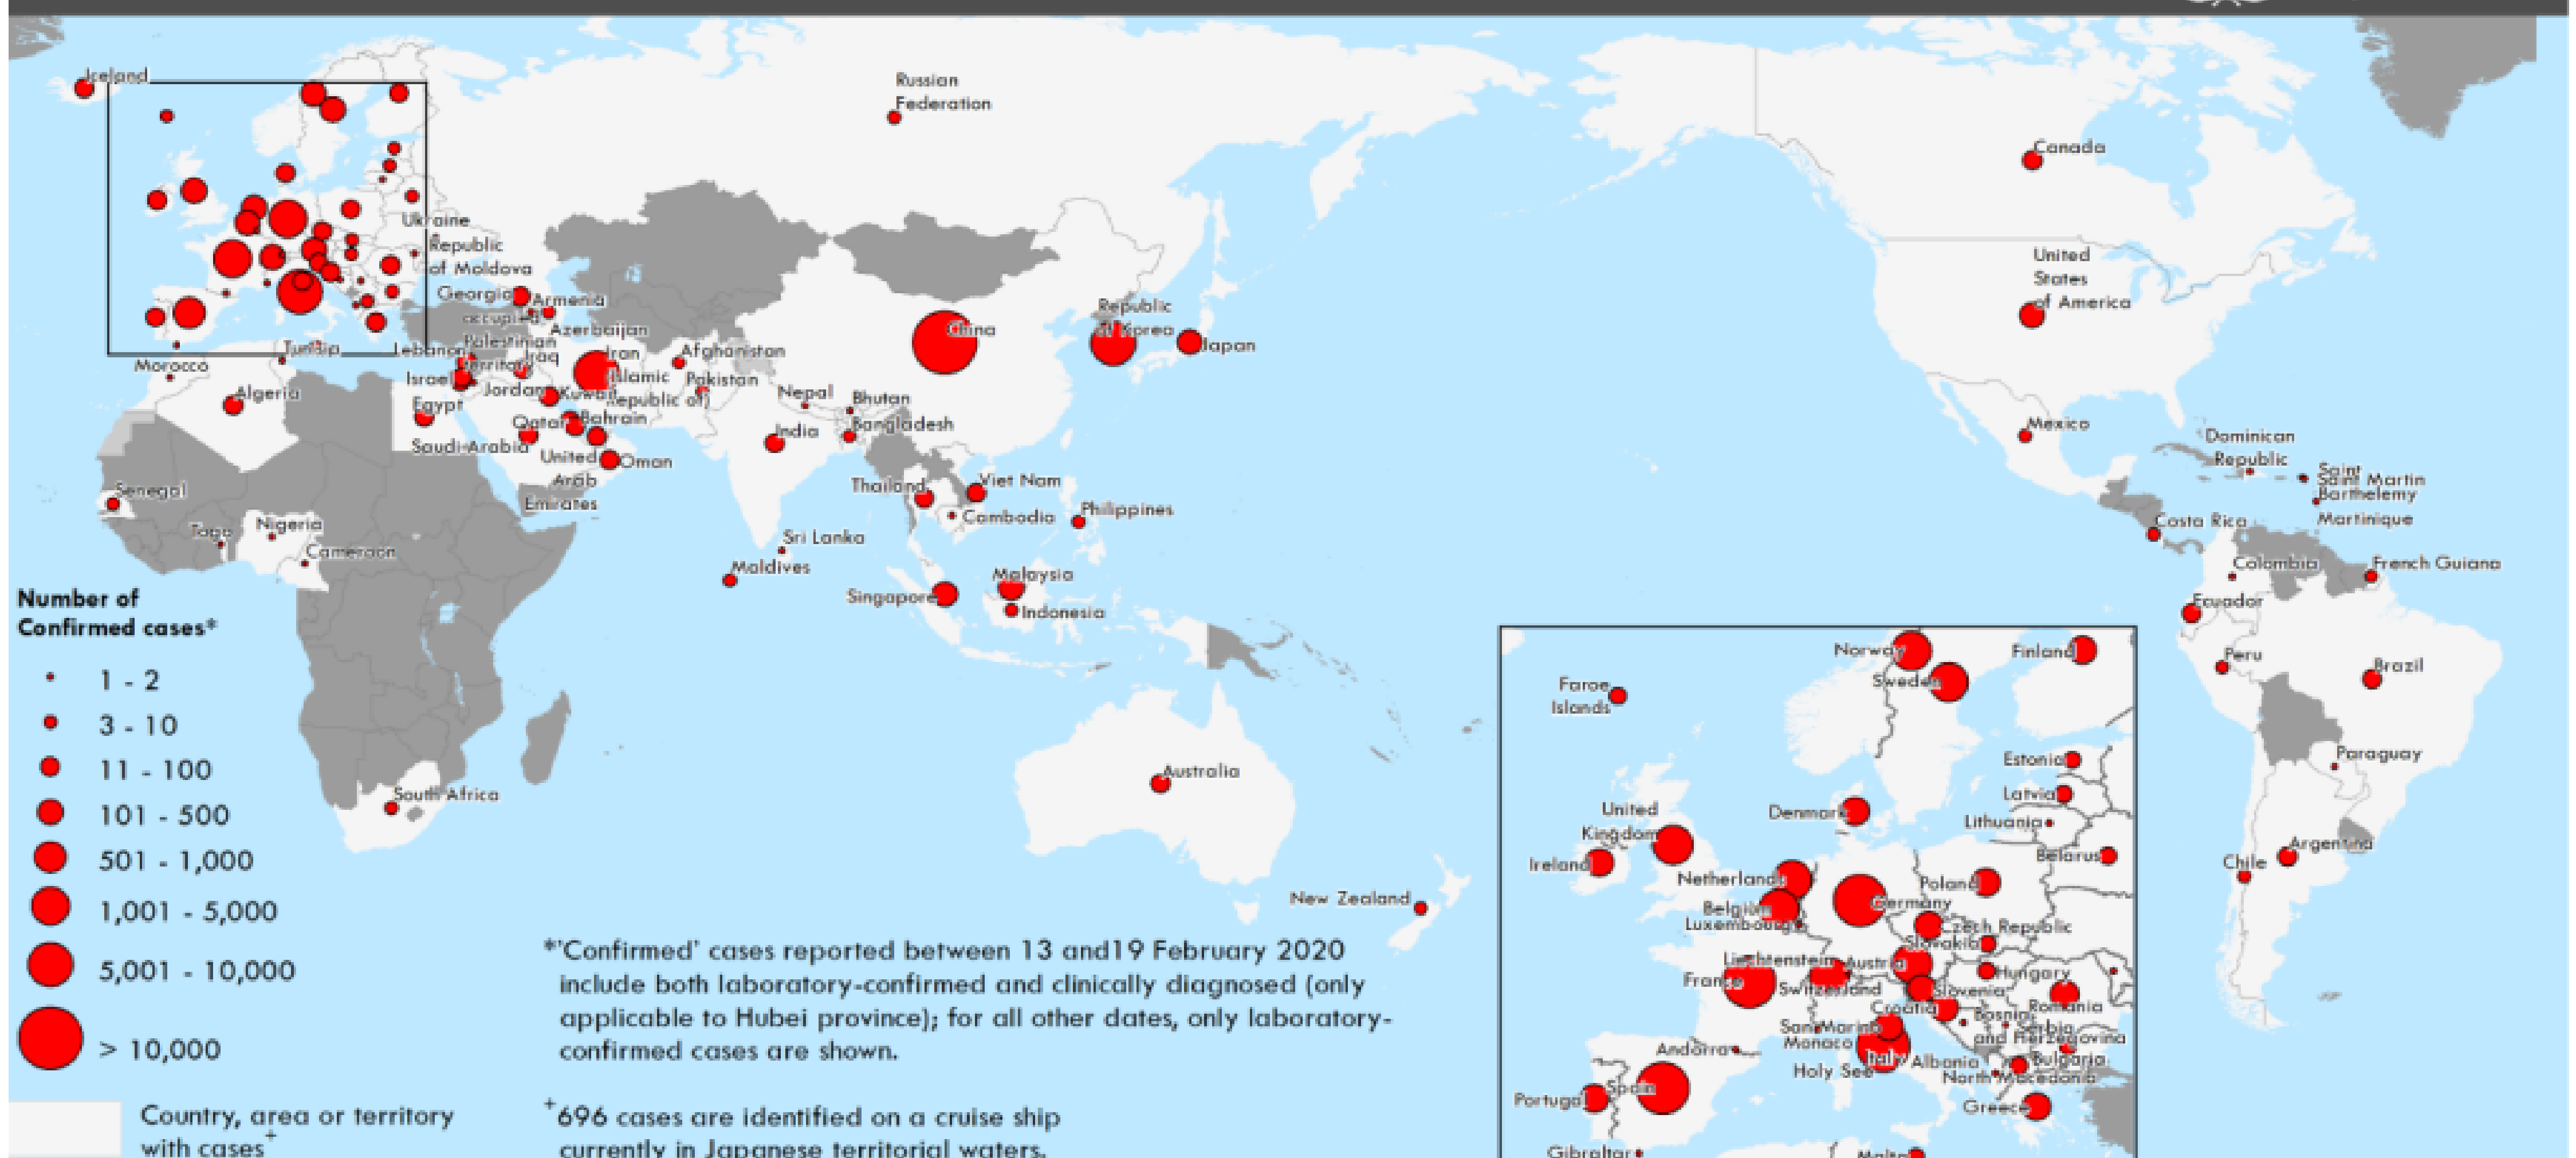 Iceland
Russian
Federation
Canada
Ukraine
Republic
of Moldova
United
States
of America
Georgia
Armenia
occupied
Azerbaijan
Palestinian
Territory
Republic
of Korea
China
Japan
Tunisia
Lebanon
Iraq
Iran
Islamic
Republic of)
Afghanistan
Morocco
Israel
Jordan
Kuwait
Pakistan
Nepal
Bhutan
Algeria
Egypt
Qatar
Bahrain
India
Bangladesh
Mexico
Dominican
Republic
Saudi Arabia
United
Arab
Emirates
Oman
Saint Martin
Saint
Barthelemy
Martinique
Senegal
Thailand
Viet Nam
Cambodia
Philippines
Togo
Nigeria
Cameroon
Sri Lanka
Maldives
Costa Rica
Colombia
French Guiana
Malaysia
Singapore
Indonesia
Ecuador
Peru
Brazil
Number of
Confirmed cases*
1 - 2
3 - 10
11 - 100
101 - 500
501 - 1,000
1,001 - 5,000
5,001 - 10,000
> 10,000
Country, area or territory
with cases+
South Africa
Australia
New Zealand
Paraguay
Argentina
Chile
*'Confirmed' cases reported between 13 and19 February 2020
include both laboratory-confirmed and clinically diagnosed (only
applicable to Hubei province); for all other dates, only laboratory-
confirmed cases are shown.
+696 cases are identified on a cruise ship
currently in Japanese territorial waters.
Norway
Finland
Sweden
Faroe
Islands
Estonia
Latvia
Lithuania
Denmark
United
Kingdom
Ireland
Belarus
Netherlands
Poland
Belgium
Germany
Luxembourg
Czech Republic
Slovakia
Liechtenstein
Austria
Hungary
France
Switzerland
Slovenia
Croatia
Romania
Bosnia
and Herzegovina
San Marino
Serbia
Monaco
Andorra
Italy
Albania
Bulgaria
Holy See
North Macedonia
Portugal
Spain
Greece
Gibraltar
Malta